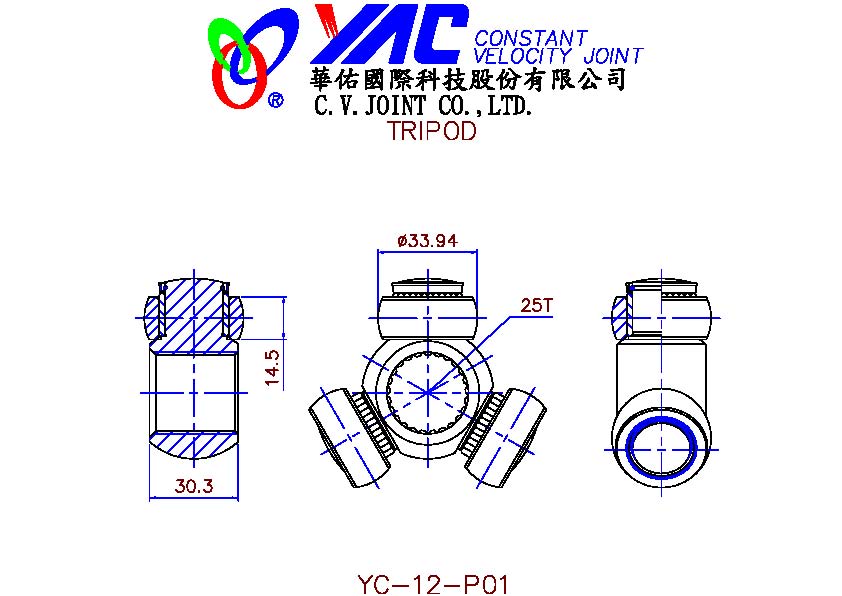 YAC CONSTANT
VELOCITY JOINT
®
華佑國際科技股份有限公司
C.V.JOINT CO.,LTD.
TRIPOD
ø33.94
25T
14.5
30.3
YC-12-P01